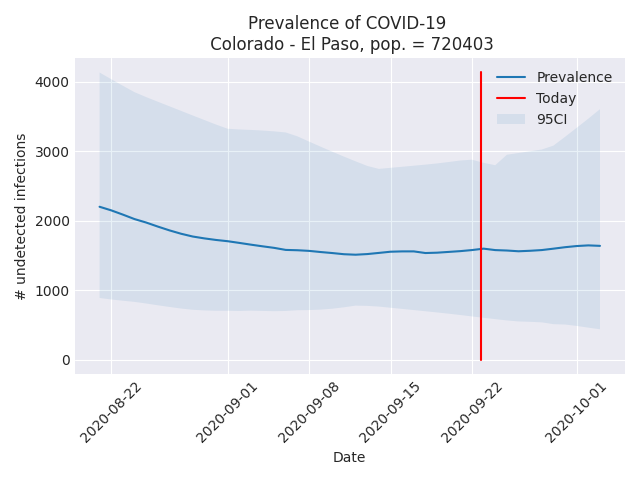 Prevalence of COVID-19
Colorado - El Paso, pop. = 720403
Prevalence
Today
95CI
4000
3000
2000
1000
0
# undetected infections
2020-08-22
2020-09-01
2020-09-08
2020-09-15
2020-09-22
2020-10-01
Date